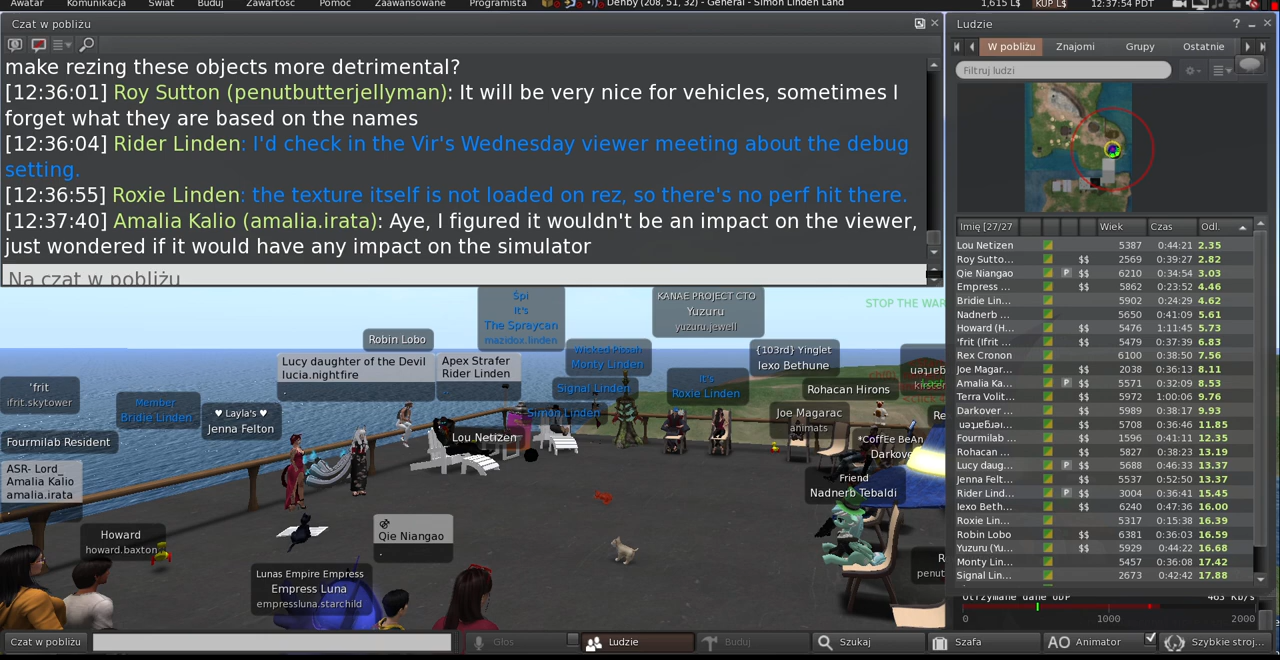 Awatar Komunikacja Świat Buduj Zawartość Pomoc Zaawansowane Programista Denby (208, 51, 32) - General - Simon Linden Land 1,615 L$ KUP L$ 12:37:54 PDT
Czat w pobliżu
make rezing these objects more detrimental?
[12:36:01] Roy Sutton (penutbutterjellyman): It will be very nice for vehicles, sometimes I
forget what they are based on the names
[12:36:04] Rider Linden: I'd check in the Vir's Wednesday viewer meeting about the debug
setting.
[12:36:55] Roxie Linden: the texture itself is not loaded on rez, so there's no perf hit there.
[12:37:40] Amalia Kalio (amalia.irata): Aye, I figured it wouldn't be an impact on the viewer,
just wondered if it would have any impact on the simulator
Na czat w pobliżu
Śpi
It's
The Spraycan
mazidox.linden
KANAE PROJECT CTO
Yuzuru
yuzuru.jewell
STOP THE WAR
Robin Lobo
Lucy daughter of the Devil
lucia.nightfire
.
Apex Strafer
Rider Linden
.
Wicked Pissah
Monty Linden
{103rd} Yinglet
Iexo Bethune
'frit
ifrit.skytower
Member
Bridie Linden
♥ Layla's ♥
Jenna Felton
Signal Linden
It's
Roxie Linden
Rohacan Hirons
Simon Linden
Joe Magarac
animats
Fourmilab Resident
Lou Netizen
*CofFee BeAn
Darkove
ASR- Lord_
Amalia Kalio
amalia.irata
.
Friend
Nadnerb Tebaldi
Howard
howard.baxton
Qie Niangao
.
Lunas Empire Empress
Empress Luna
empressluna.starchild
R
penut
Ludzie
W pobliżu Znajomi Grupy Ostatnie
Filtruj ludzi
Imię [27/27 Wiek Czas Odl.
Lou Netizen 5387 0:44:21 2.35
Roy Sutto... $$ 2569 0:39:27 2.82
Qie Niangao P $$ 6210 0:34:54 3.03
Empress ... $$ 5862 0:23:52 4.46
Bridie Lin... 5902 0:24:29 4.62
Nadnerb ... 5650 0:41:09 5.61
Howard (H... $$ 5476 1:11:45 5.73
'frit (Ifrit ... $$ 5479 0:37:39 6.83
Rex Cronon 6100 0:38:50 7.56
Joe Magar... $$ 2038 0:36:13 8.11
Amalia Ka... P $$ 5571 0:32:09 8.53
Terra Volit... $$ 5972 1:00:06 9.76
Darkover ... $$ 5989 0:38:17 9.93
5708 0:36:46 11.85
Fourmilab ... $$ 1596 0:41:11 12.35
Rohacan ... $$ 5827 0:38:23 13.19
Lucy daug... P $$ 5688 0:46:33 13.37
Jenna Felt... $$ 5537 0:52:50 13.37
Rider Lind... P $$ 3004 0:36:41 15.45
Iexo Beth... $$ 6240 0:47:36 16.00
Roxie Lin... 5317 0:15:38 16.39
Robin Lobo $$ 6381 0:36:03 16.59
Yuzuru (Yu... $$ 5929 0:44:22 16.68
Monty Lin... 5457 0:36:08 17.42
Signal Lin... 2673 0:42:42 17.88
Otrzymane dane UDP 463 Kb/s
0 1000 2000
Czat w pobliżu Głos Ludzie Buduj Szukaj Szafa AO Animator Szybkie stroj...